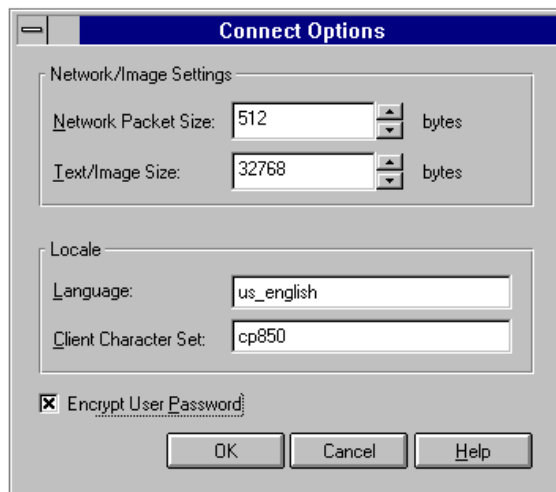 Connect Options
Network/Image Settings
Network Packet Size: 512 bytes
Text/Image Size: 32768 bytes
Locale
Language: us_english
Client Character Set: cp850
Encrypt User Password
OK Cancel Help